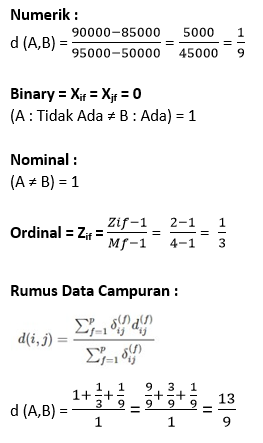 Numerik :
d (A,B) = \frac{90000−85000}{95000−50000} = \frac{5000}{45000} = \frac{1}{9}
Binary = X_{if} = X_{jf} = 0
(A : Tidak Ada ≠ B : Ada) = 1
Nominal :
(A ≠ B) = 1
Ordinal = Z_{if} = \frac{Zif−1}{Mf−1} = \frac{2−1}{4−1} = \frac{1}{3}
Rumus Data Campuran :
d(i, j) = \frac{\sum_{f=1}^{p} \delta_{ij}^{(f)} d_{ij}^{(f)}}{\sum_{f=1}^{p} \delta_{ij}^{(f)}}
d (A,B) = \frac{1+\frac{1}{3}+\frac{1}{9}}{1} = \frac{\frac{9}{9}+\frac{3}{9}+\frac{1}{9}}{1} = \frac{13}{9}